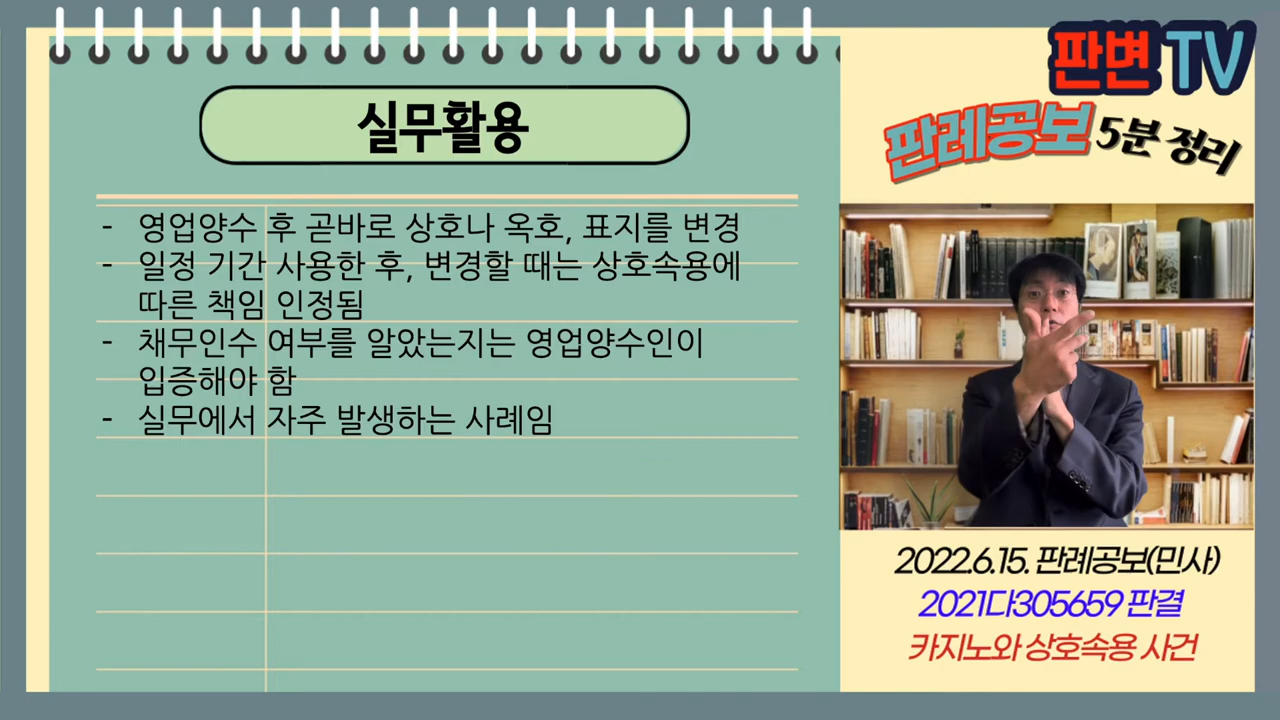 판변 TV
판례공보 5분 정리
실무활용
- 영업양수 후 곧바로 상호나 옥호, 표지를 변경
- 일정 기간 사용한 후, 변경할 때는 상호속용에
따른 책임 인정됨
- 채무인수 여부를 알았는지는 영업양수인이
입증해야 함
- 실무에서 자주 발생하는 사례임
2022.6.15. 판례공보(민사)
2021다305659 판결
카지노와 상호속용 사건